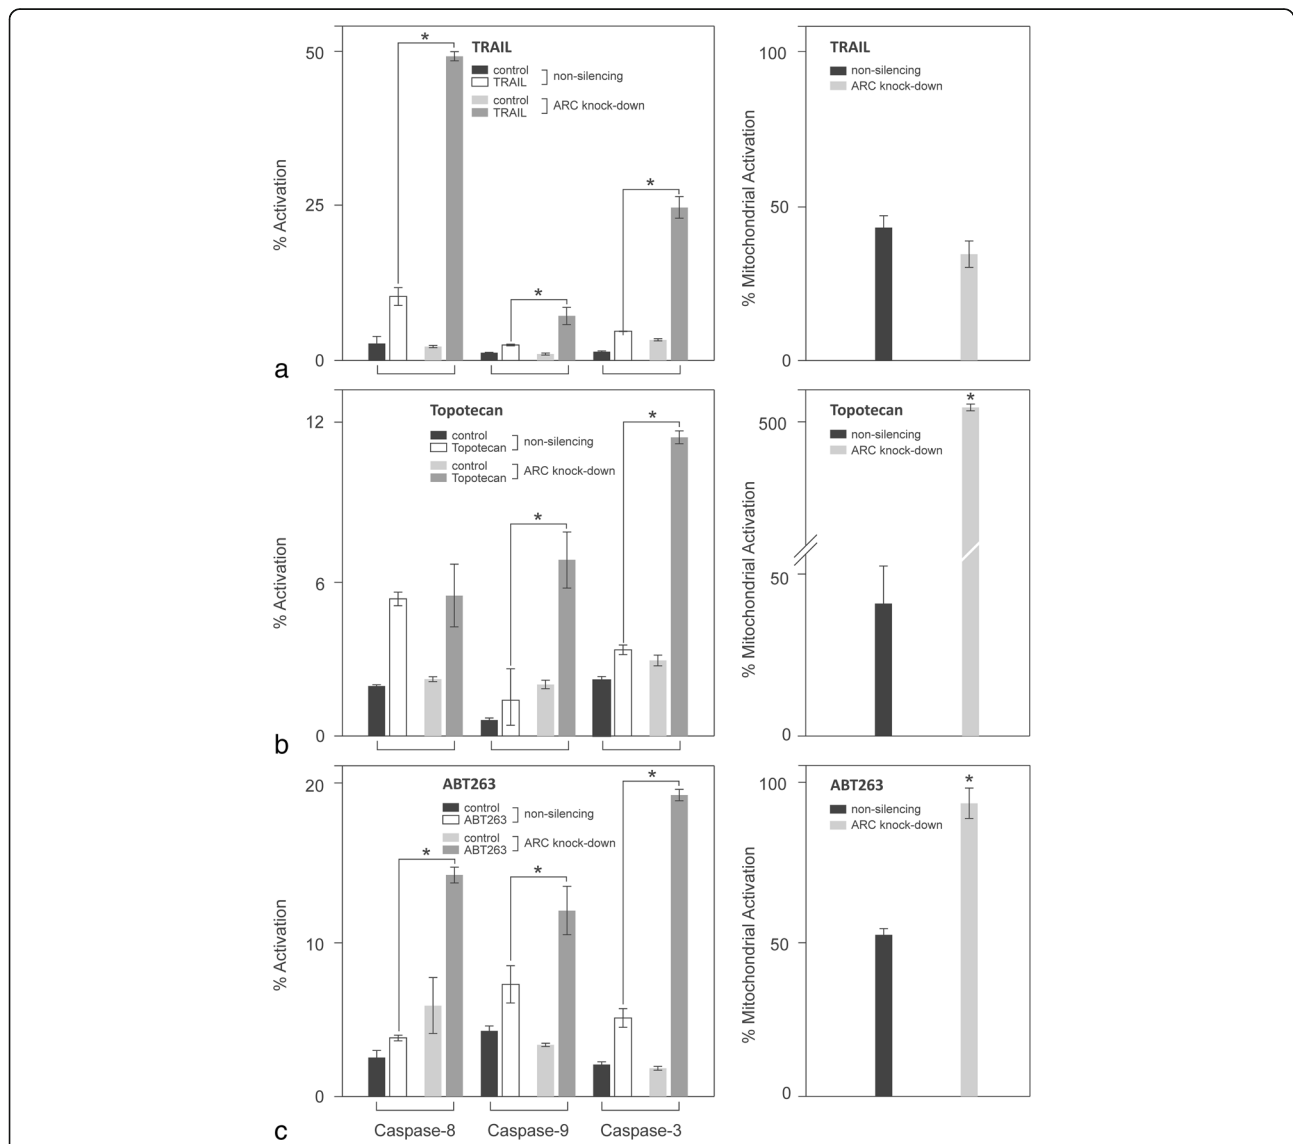 50
25
0
% Activation
*
*
*
TRAIL
control
TRAIL
non-silencing
control
TRAIL
ARC knock-down
a
100
50
0
% Mitochondrial Activation
TRAIL
non-silencing
ARC knock-down
12
6
0
% Activation
Topotecan
control
Topotecan
non-silencing
control
Topotecan
ARC knock-down
*
*
b
500
50
0
% Mitochondrial Activation
Topotecan
non-silencing
ARC knock-down
*
20
10
0
% Activation
ABT263
control
ABT263
non-silencing
control
ABT263
ARC knock-down
*
*
*
c
Caspase-8 Caspase-9 Caspase-3
100
50
0
% Mitochondrial Activation
ABT263
non-silencing
ARC knock-down
*